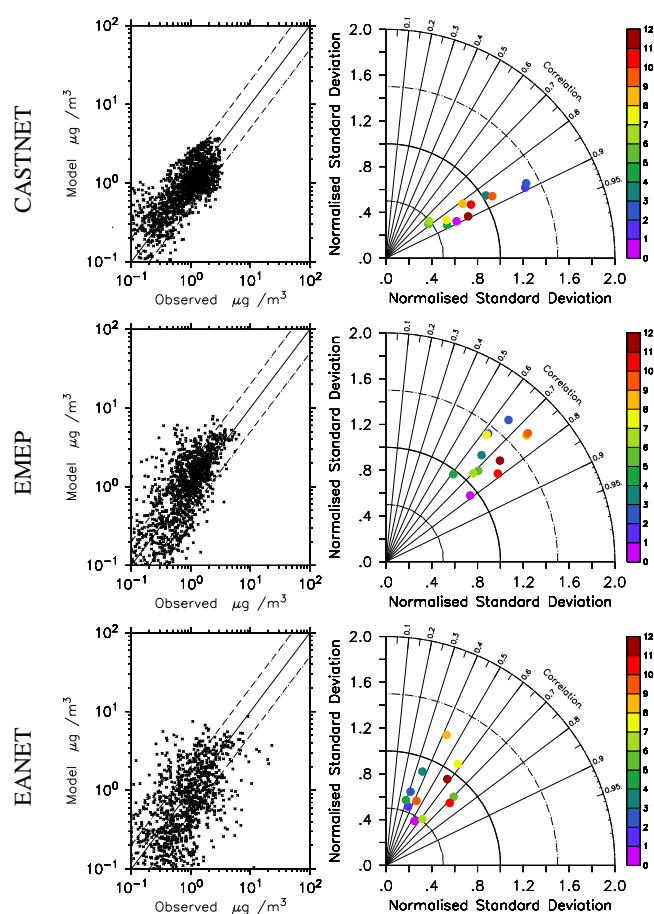 CASTNET
Model µg /m³
10²
10¹
10⁰
10⁻¹
10⁻¹ 10⁰ 10¹ 10²
Observed µg /m³
Normalised Standard Deviation
2.0
1.6
1.2
.8
.4
.0
.0 .4 .8 1.2 1.6 2.0
Normalised Standard Deviation
0.1 0.2 0.3 0.4 0.5 0.6 0.7 0.8 0.9 0.95
Correlation
12
11
10
9
8
7
6
5
4
3
2
1
0
EMEP
Model µg /m³
10²
10¹
10⁰
10⁻¹
10⁻¹ 10⁰ 10¹ 10²
Observed µg /m³
Normalised Standard Deviation
2.0
1.6
1.2
.8
.4
.0
.0 .4 .8 1.2 1.6 2.0
Normalised Standard Deviation
0.1 0.2 0.3 0.4 0.5 0.6 0.7 0.8 0.9 0.95
Correlation
12
11
10
9
8
7
6
5
4
3
2
1
0
EANET
Model µg /m³
10²
10¹
10⁰
10⁻¹
10⁻¹ 10⁰ 10¹ 10²
Observed µg /m³
Normalised Standard Deviation
2.0
1.6
1.2
.8
.4
.0
.0 .4 .8 1.2 1.6 2.0
Normalised Standard Deviation
0.1 0.2 0.3 0.4 0.5 0.6 0.7 0.8 0.9 0.95
Correlation
12
11
10
9
8
7
6
5
4
3
2
1
0